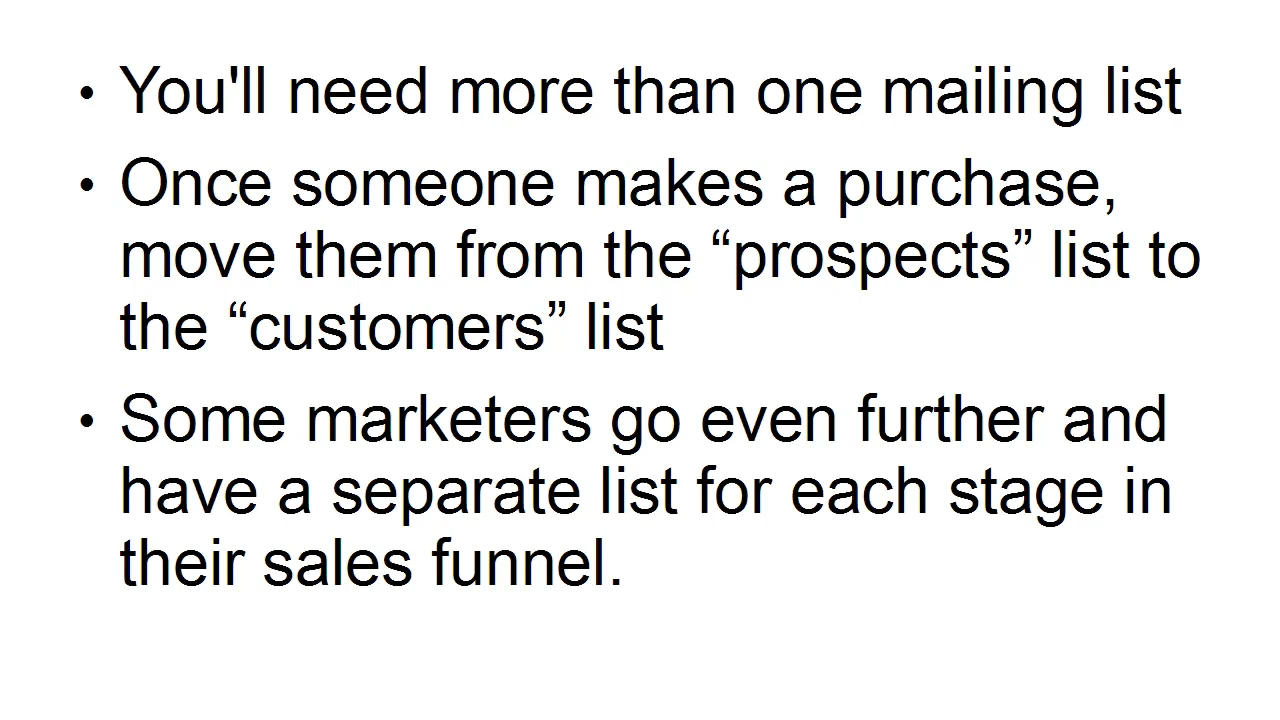 • You'll need more than one mailing list
• Once someone makes a purchase,
move them from the “prospects” list to
the “customers” list
• Some marketers go even further and
have a separate list for each stage in
their sales funnel.